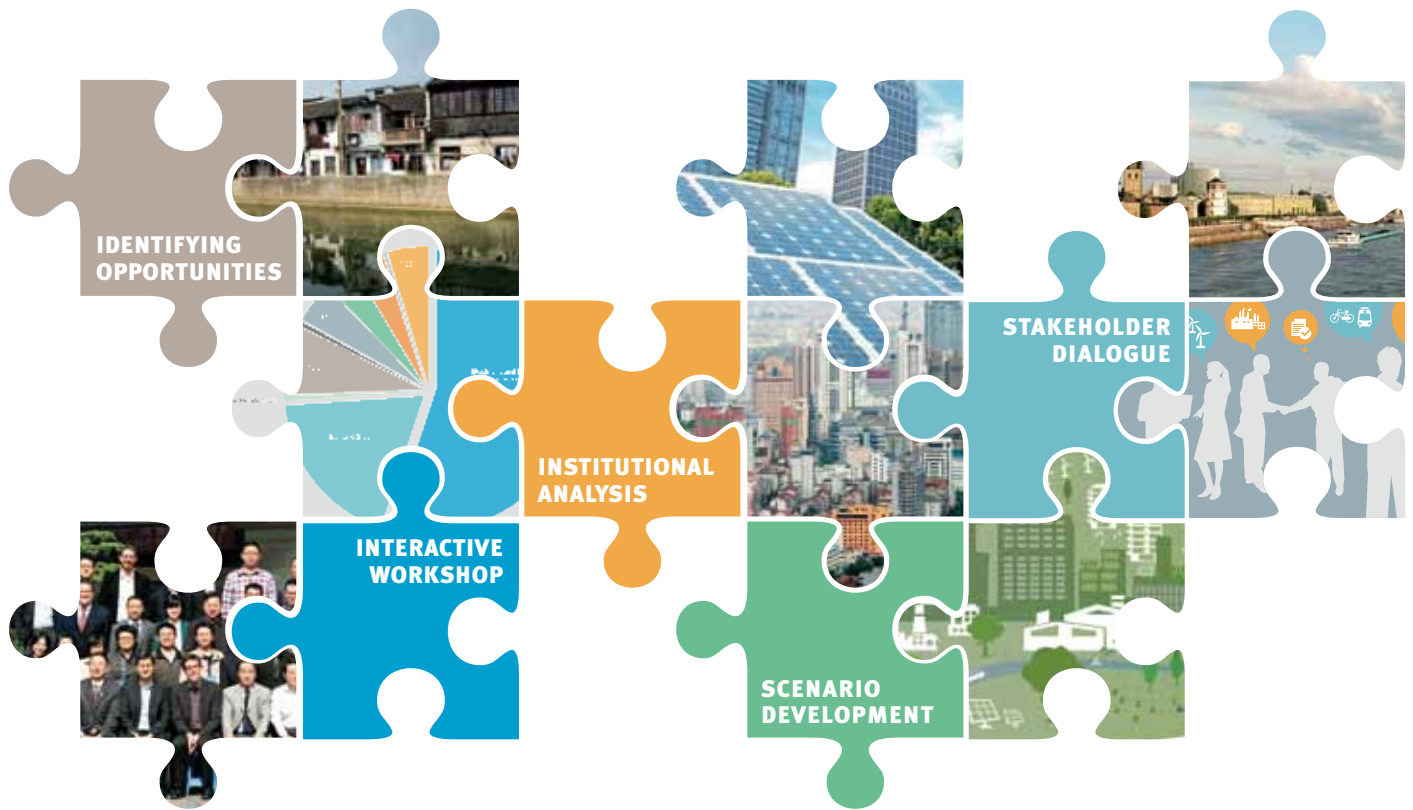 IDENTIFYING
OPPORTUNITIES
STAKEHOLDER
DIALOGUE
INSTITUTIONAL
ANALYSIS
INTERACTIVE
WORKSHOP
SCENARIO
DEVELOPMENT